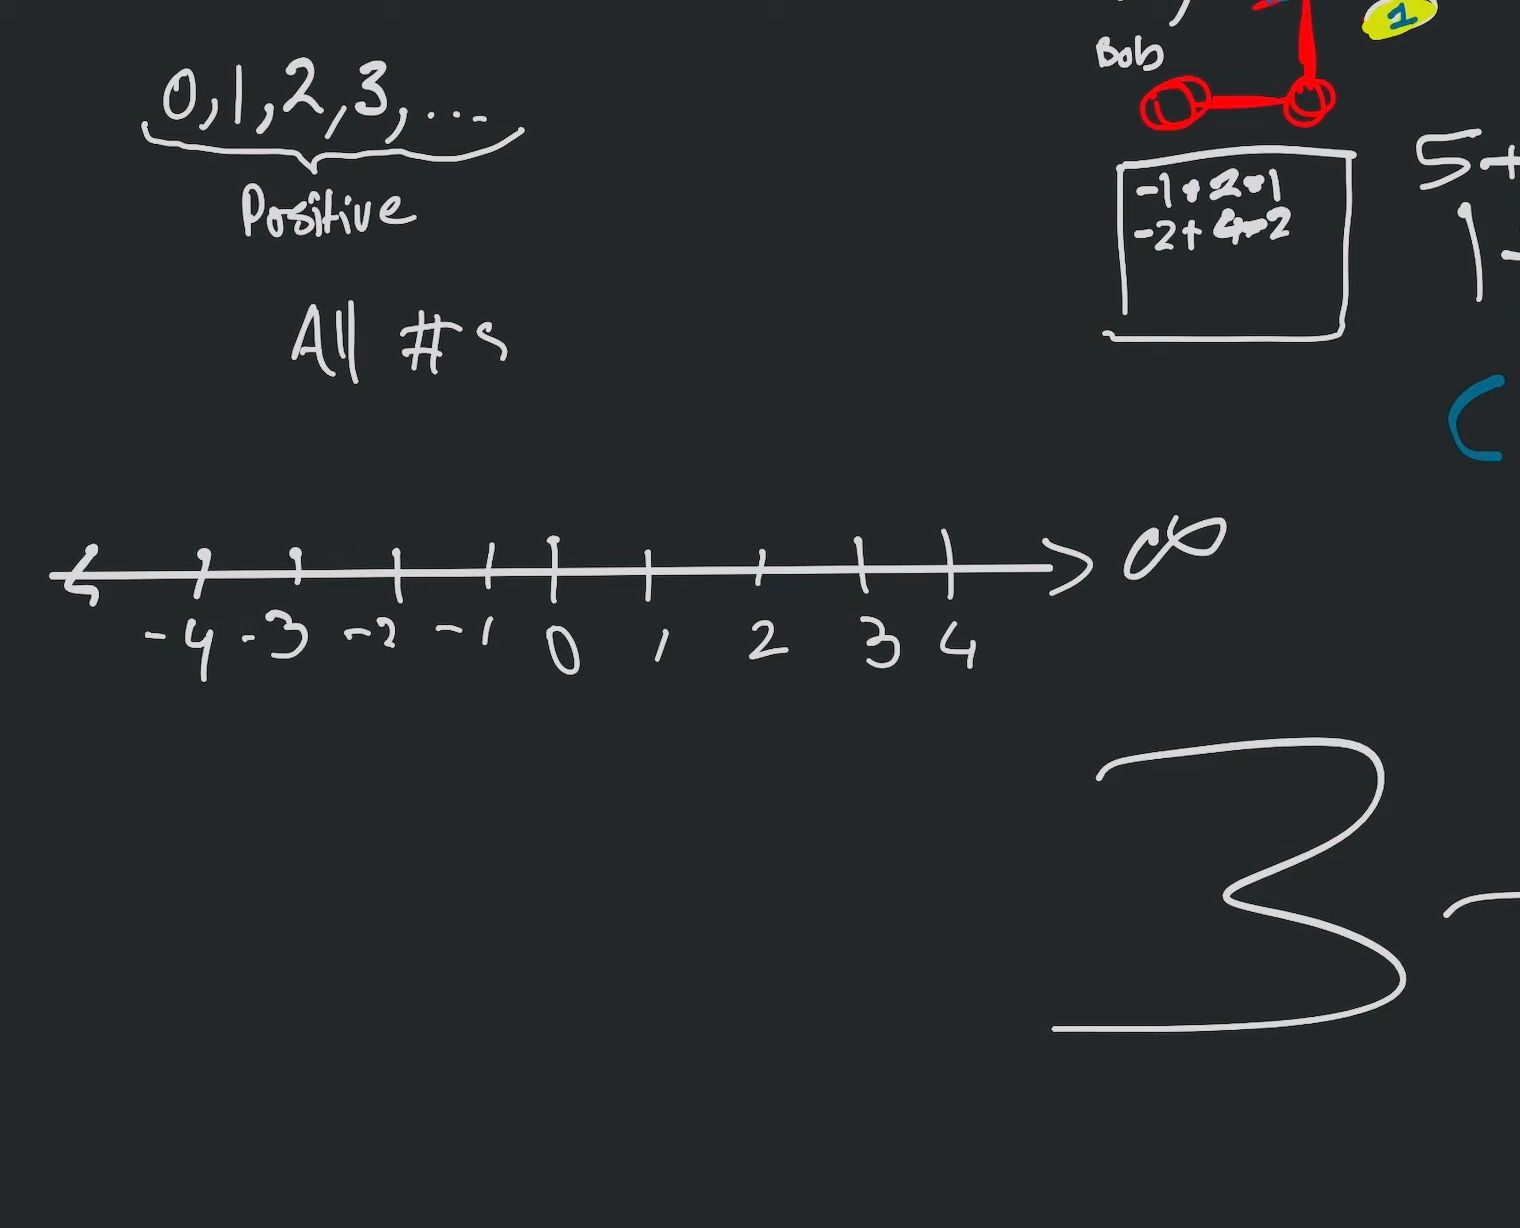 0,1,2,3,...
Positive
All #s
Bob
1
-1+2=1
-2+4=2
5+
1-
-4 -3 -2 -1 0 1 2 3 4
∞
3